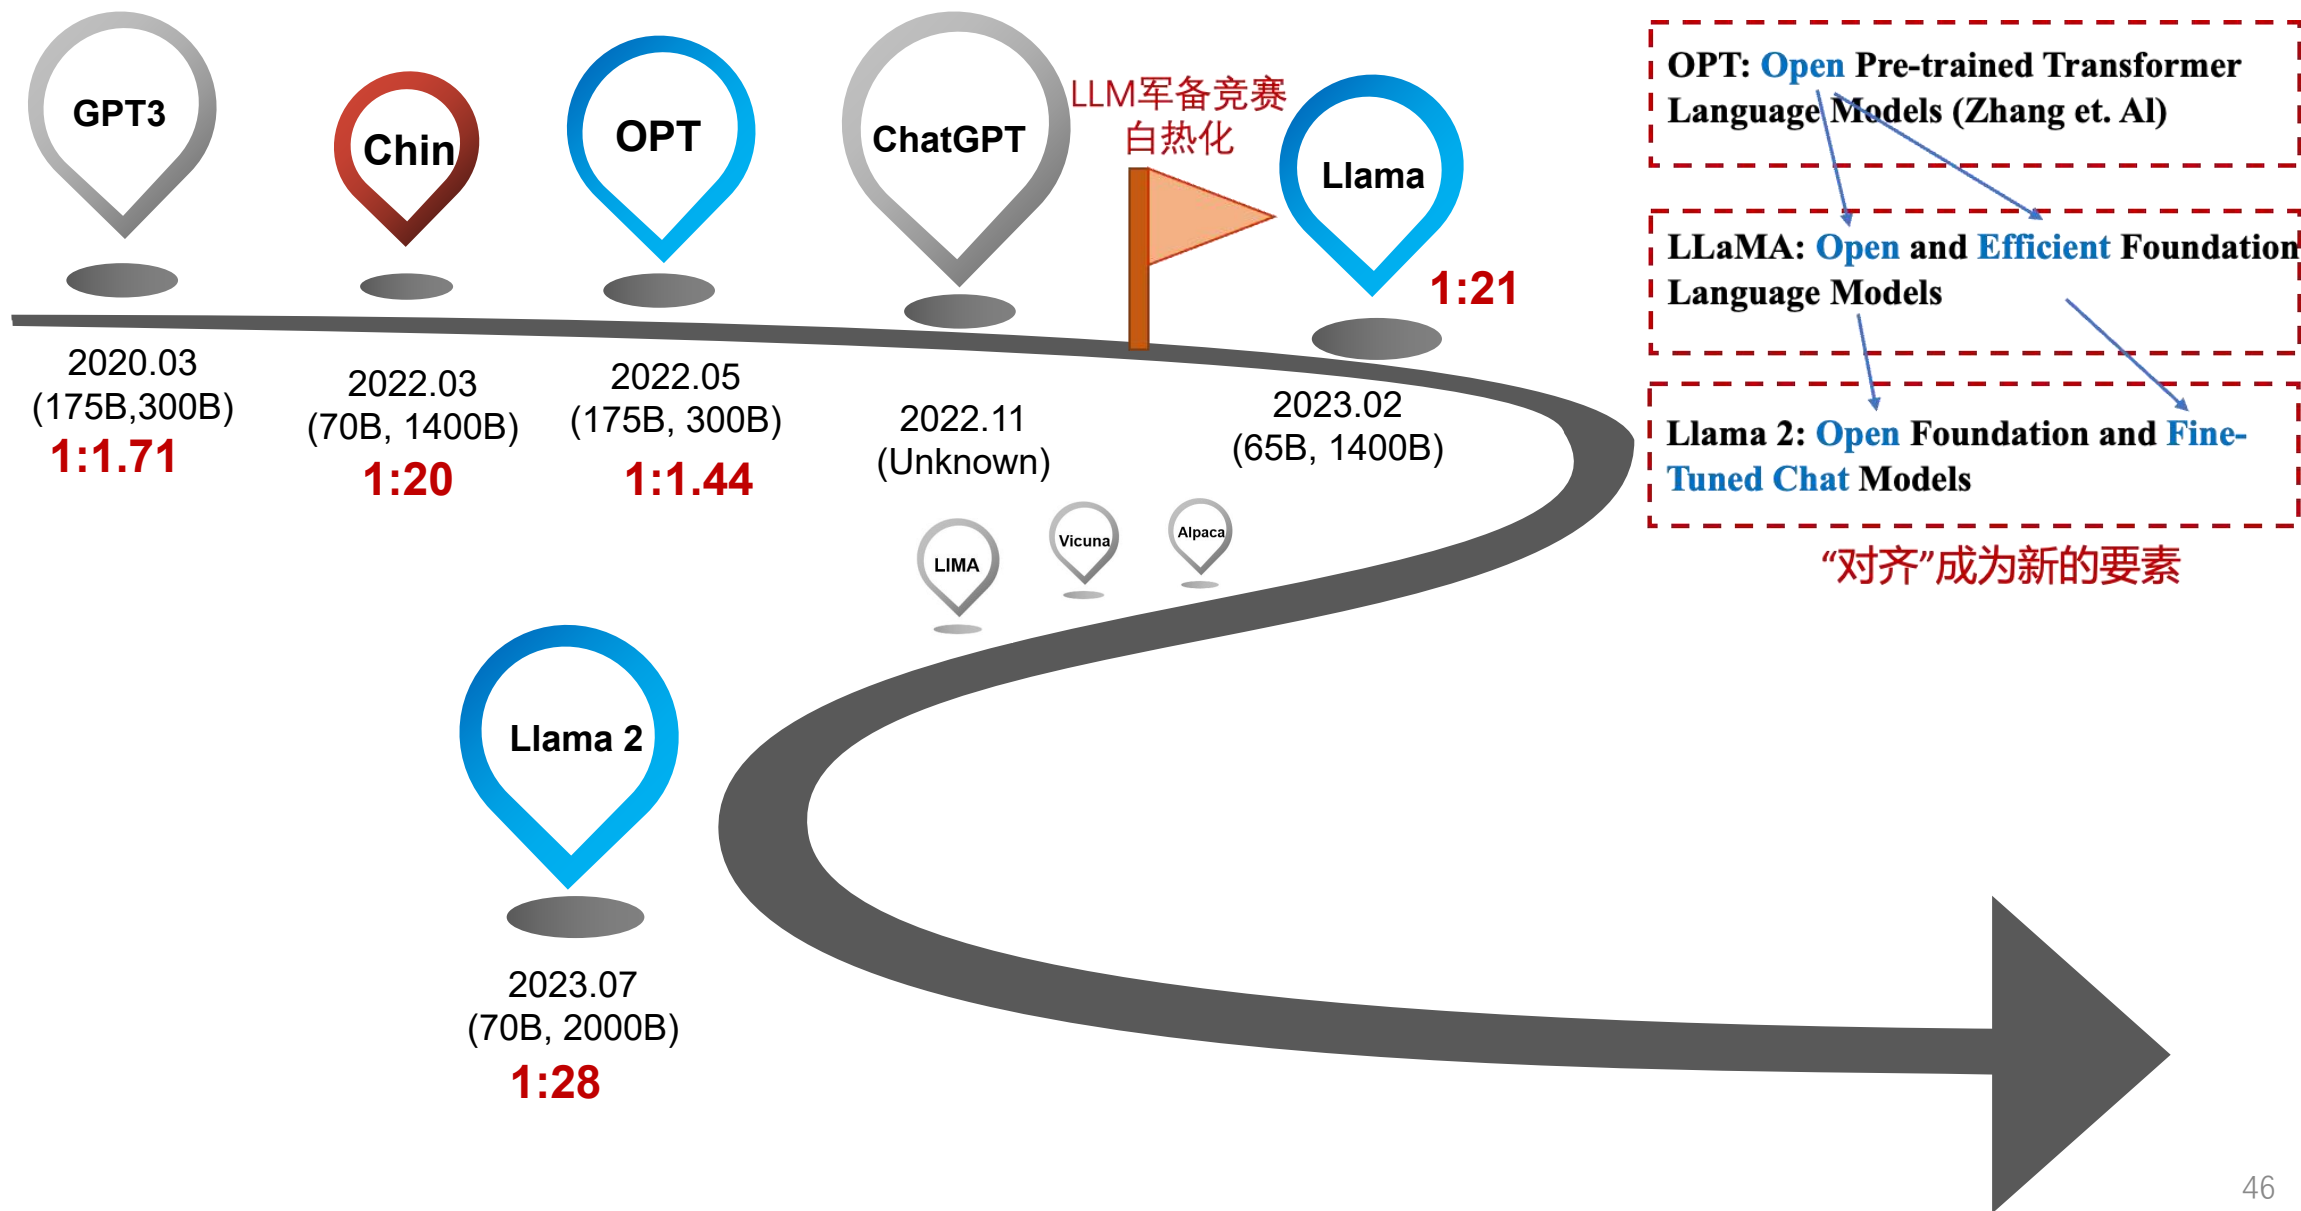 GPT3
2020.03
(175B,300B)
1:1.71
Chin
2022.03
(70B, 1400B)
1:20
OPT
2022.05
(175B, 300B)
1:1.44
ChatGPT
2022.11
(Unknown)
LLM军备竞赛
白热化
Llama
1:21
2023.02
(65B, 1400B)
Alpaca
Vicuna
LIMA
Llama 2
2023.07
(70B, 2000B)
1:28
OPT: Open Pre-trained Transformer
Language Models (Zhang et. Al)
LLaMA: Open and Efficient Foundation
Language Models
Llama 2: Open Foundation and Fine-
Tuned Chat Models
“对齐”成为新的要素
46